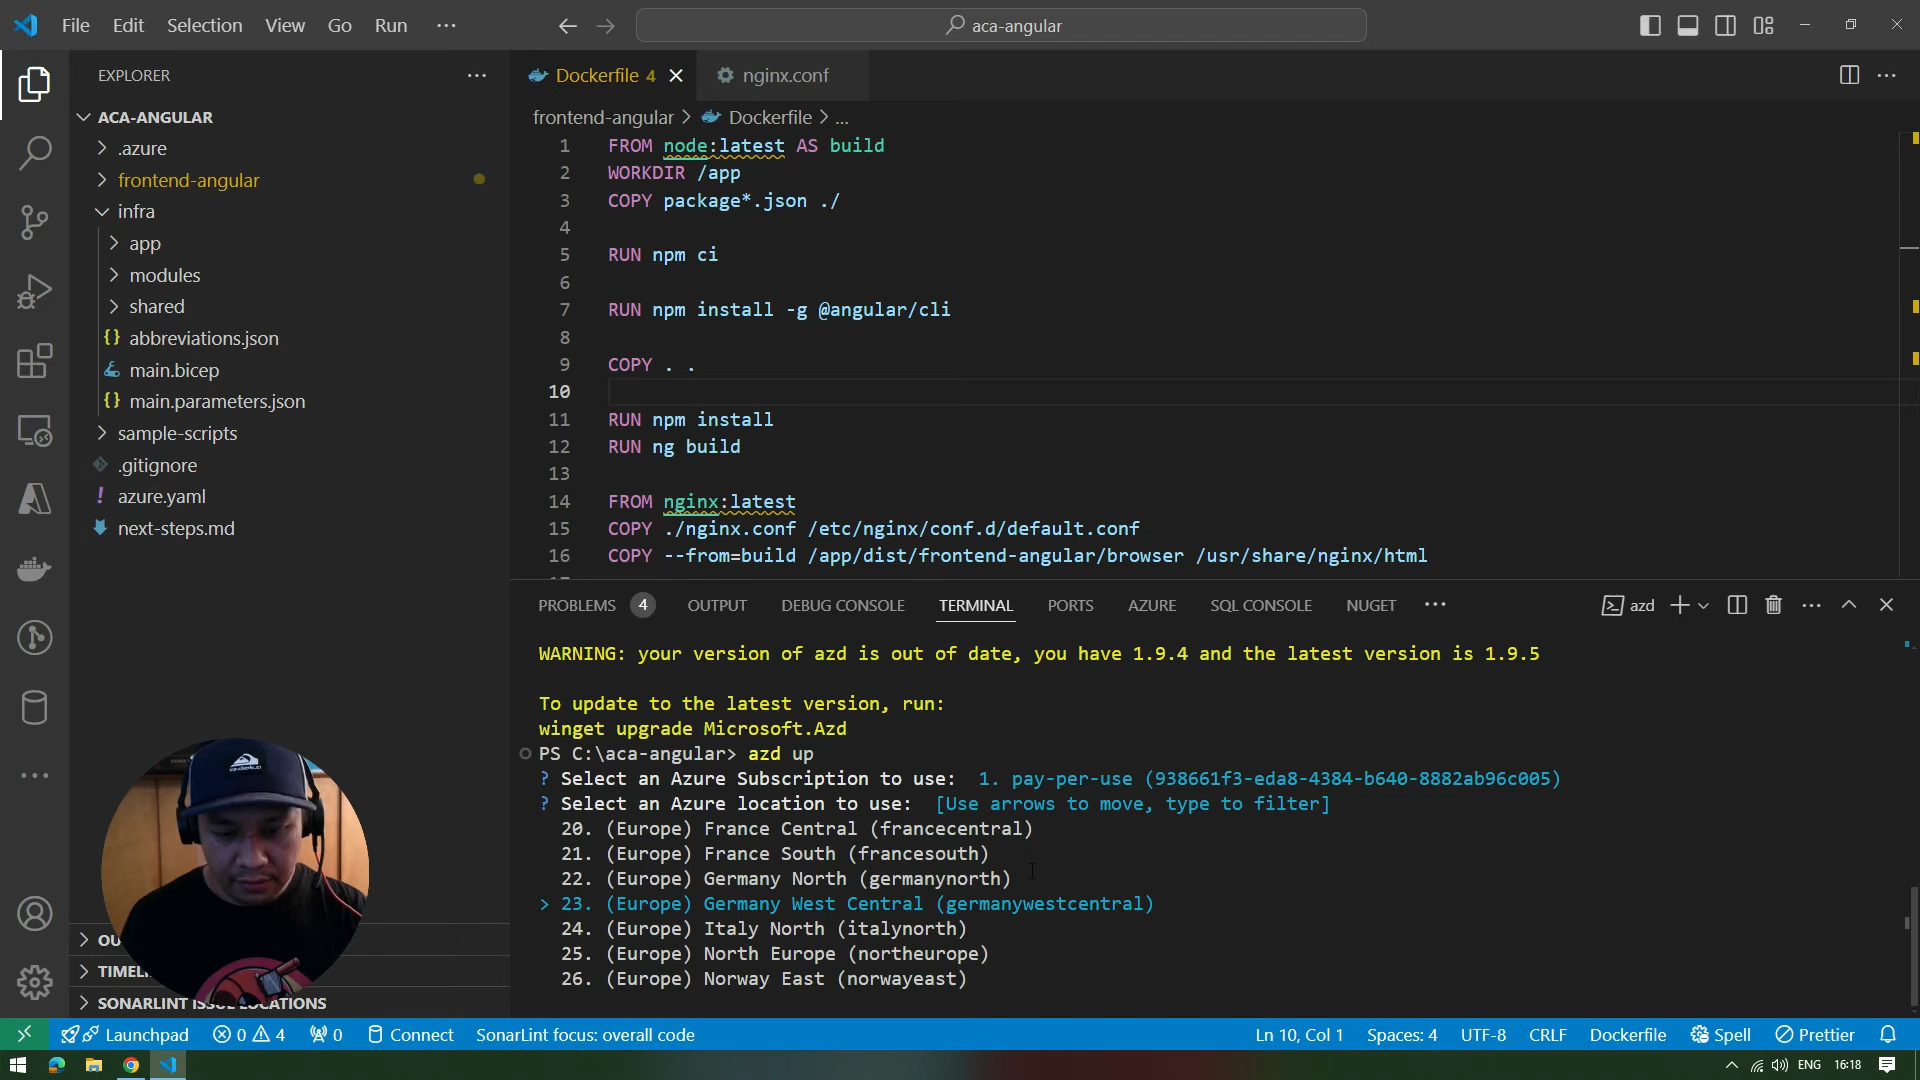 File Edit Selection View Go Run ···
aca-angular
EXPLORER ···
ACA-ANGULAR
.azure
frontend-angular
infra
app
modules
shared
{} abbreviations.json
main.bicep
{} main.parameters.json
sample-scripts
.gitignore
! azure.yaml
next-steps.md
TIMEL
SONARLINT ISSUE LOCATIONS
Dockerfile 4
nginx.conf
frontend-angular > Dockerfile > ...
1 FROM node:latest AS build
2 WORKDIR /app
3 COPY package*.json ./
4
5 RUN npm ci
6
7 RUN npm install -g @angular/cli
8
9 COPY . .
10
11 RUN npm install
12 RUN ng build
13
14 FROM nginx:latest
15 COPY ./nginx.conf /etc/nginx/conf.d/default.conf
16 COPY --from=build /app/dist/frontend-angular/browser /usr/share/nginx/html
PROBLEMS 4 OUTPUT DEBUG CONSOLE TERMINAL PORTS AZURE SQL CONSOLE NUGET ··· azd
WARNING: your version of azd is out of date, you have 1.9.4 and the latest version is 1.9.5
To update to the latest version, run:
winget upgrade Microsoft.Azd
PS C:\aca-angular> azd up
? Select an Azure Subscription to use: 1. pay-per-use (938661f3-eda8-4384-b640-8882ab96c005)
? Select an Azure location to use: [Use arrows to move, type to filter]
20. (Europe) France Central (francecentral)
21. (Europe) France South (francesouth)
22. (Europe) Germany North (germanynorth)
> 23. (Europe) Germany West Central (germanywestcentral)
24. (Europe) Italy North (italynorth)
25. (Europe) North Europe (northeurope)
26. (Europe) Norway East (norwayeast)
Launchpad 0 4 0 Connect SonarLint focus: overall code Ln 10, Col 1 Spaces: 4 UTF-8 CRLF Dockerfile Spell Prettier
ENG 16:18